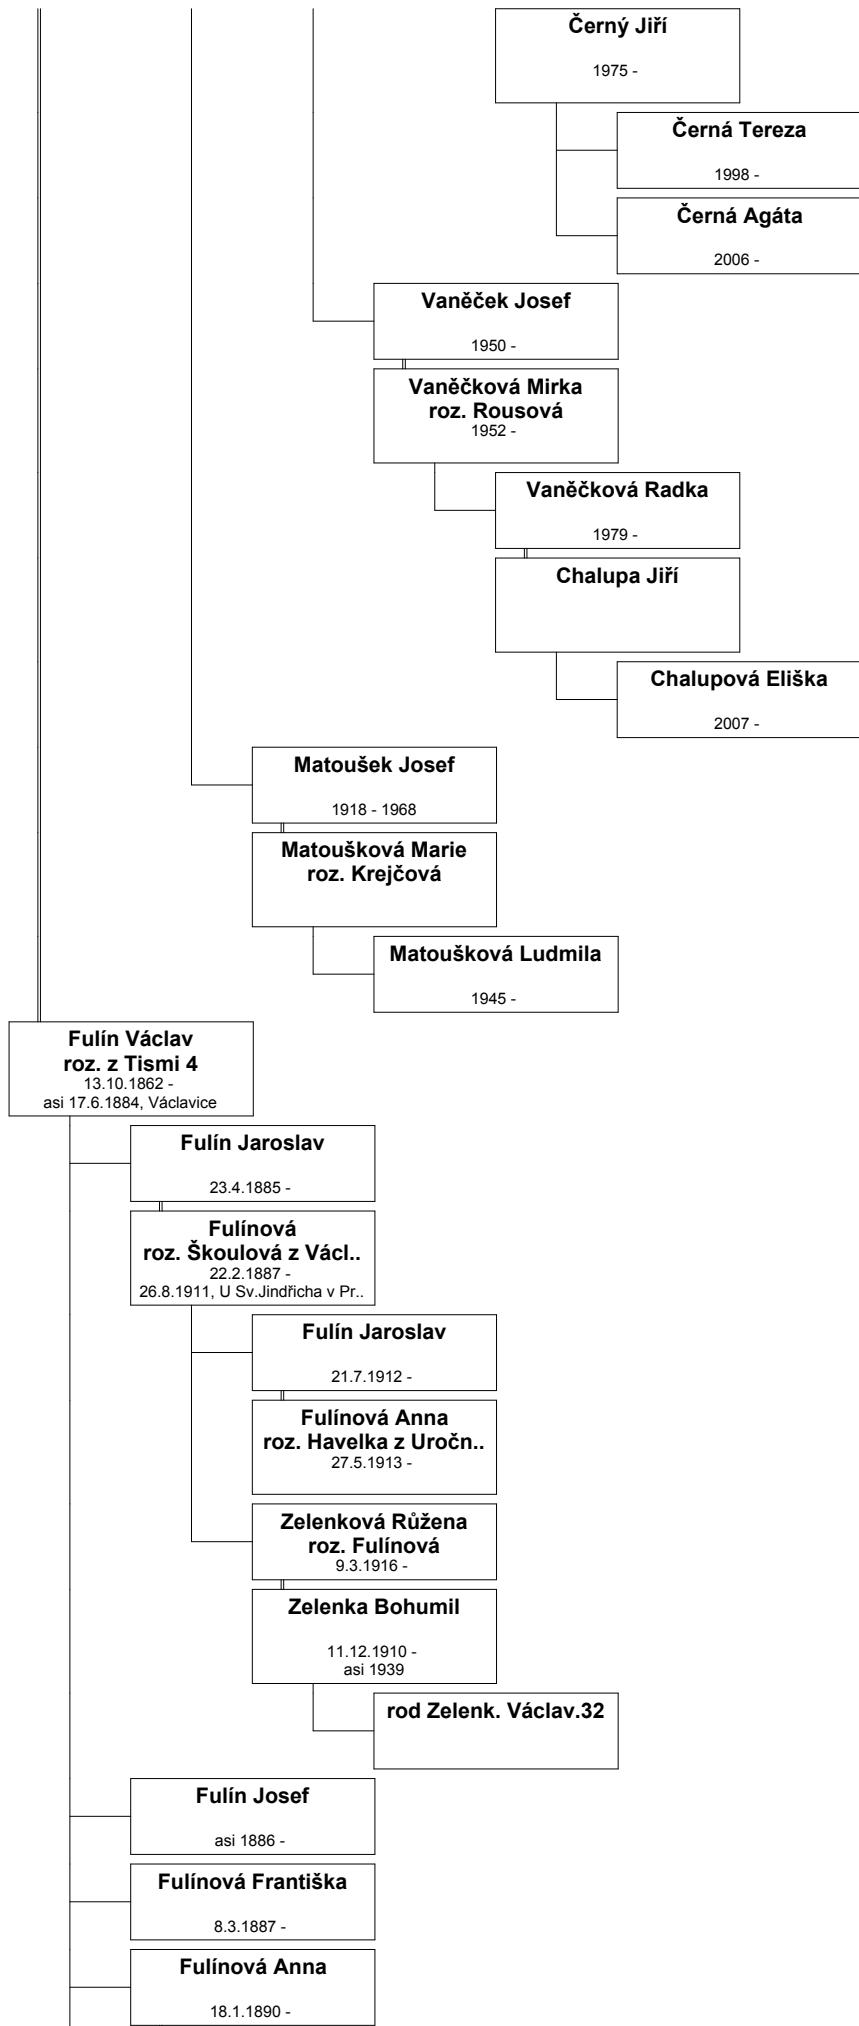 Černý Jiří
1975 -
Černá Tereza
1998 -
Černá Agáta
2006 -
Vaněček Josef
1950 -
Vaněčková Mirka
roz. Rousová
1952 -
Vaněčková Radka
1979 -
Chalupa Jiří
Chalupová Eliška
2007 -
Matoušek Josef
1918 - 1968
Matoušková Marie
roz. Krejčová
Matoušková Ludmila
1945 -
Fulín Václav
roz. z Tismi 4
13.10.1862 -
asi 17.6.1884, Václavice
Fulín Jaroslav
23.4.1885 -
Fulínová
roz. Škoulová z Václ..
22.2.1887 -
26.8.1911, U Sv.Jindřicha v Pr..
Fulín Jaroslav
21.7.1912 -
Fulínová Anna
roz. Havelka z Uročn..
27.5.1913 -
Zelenková Růžena
roz. Fulínová
9.3.1916 -
Zelenka Bohumil
11.12.1910 -
asi 1939
rod Zelenk. Václav.32
Fulín Josef
asi 1886 -
Fulínová Františka
8.3.1887 -
Fulínová Anna
18.1.1890 -